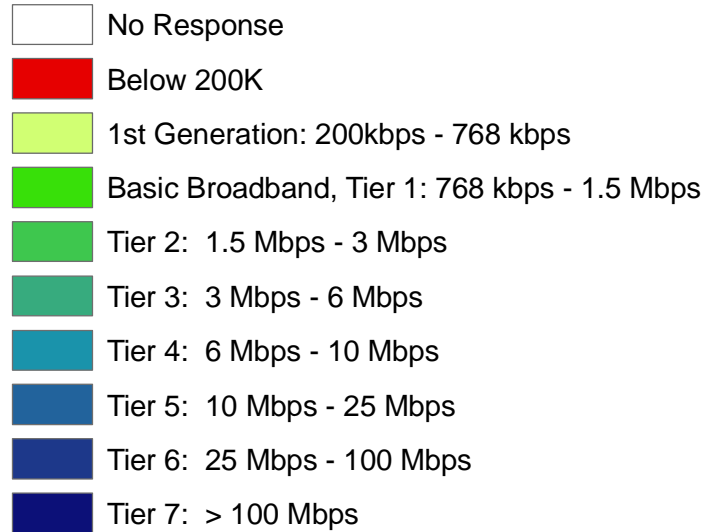 No Response
Below 200K
1st Generation: 200kbps - 768 kbps
Basic Broadband, Tier 1: 768 kbps - 1.5 Mbps
Tier 2:  1.5 Mbps - 3 Mbps
Tier 3:  3 Mbps - 6 Mbps
Tier 4:  6 Mbps - 10 Mbps
Tier 5:  10 Mbps - 25 Mbps
Tier 6:  25 Mbps - 100 Mbps
Tier 7:  > 100 Mbps